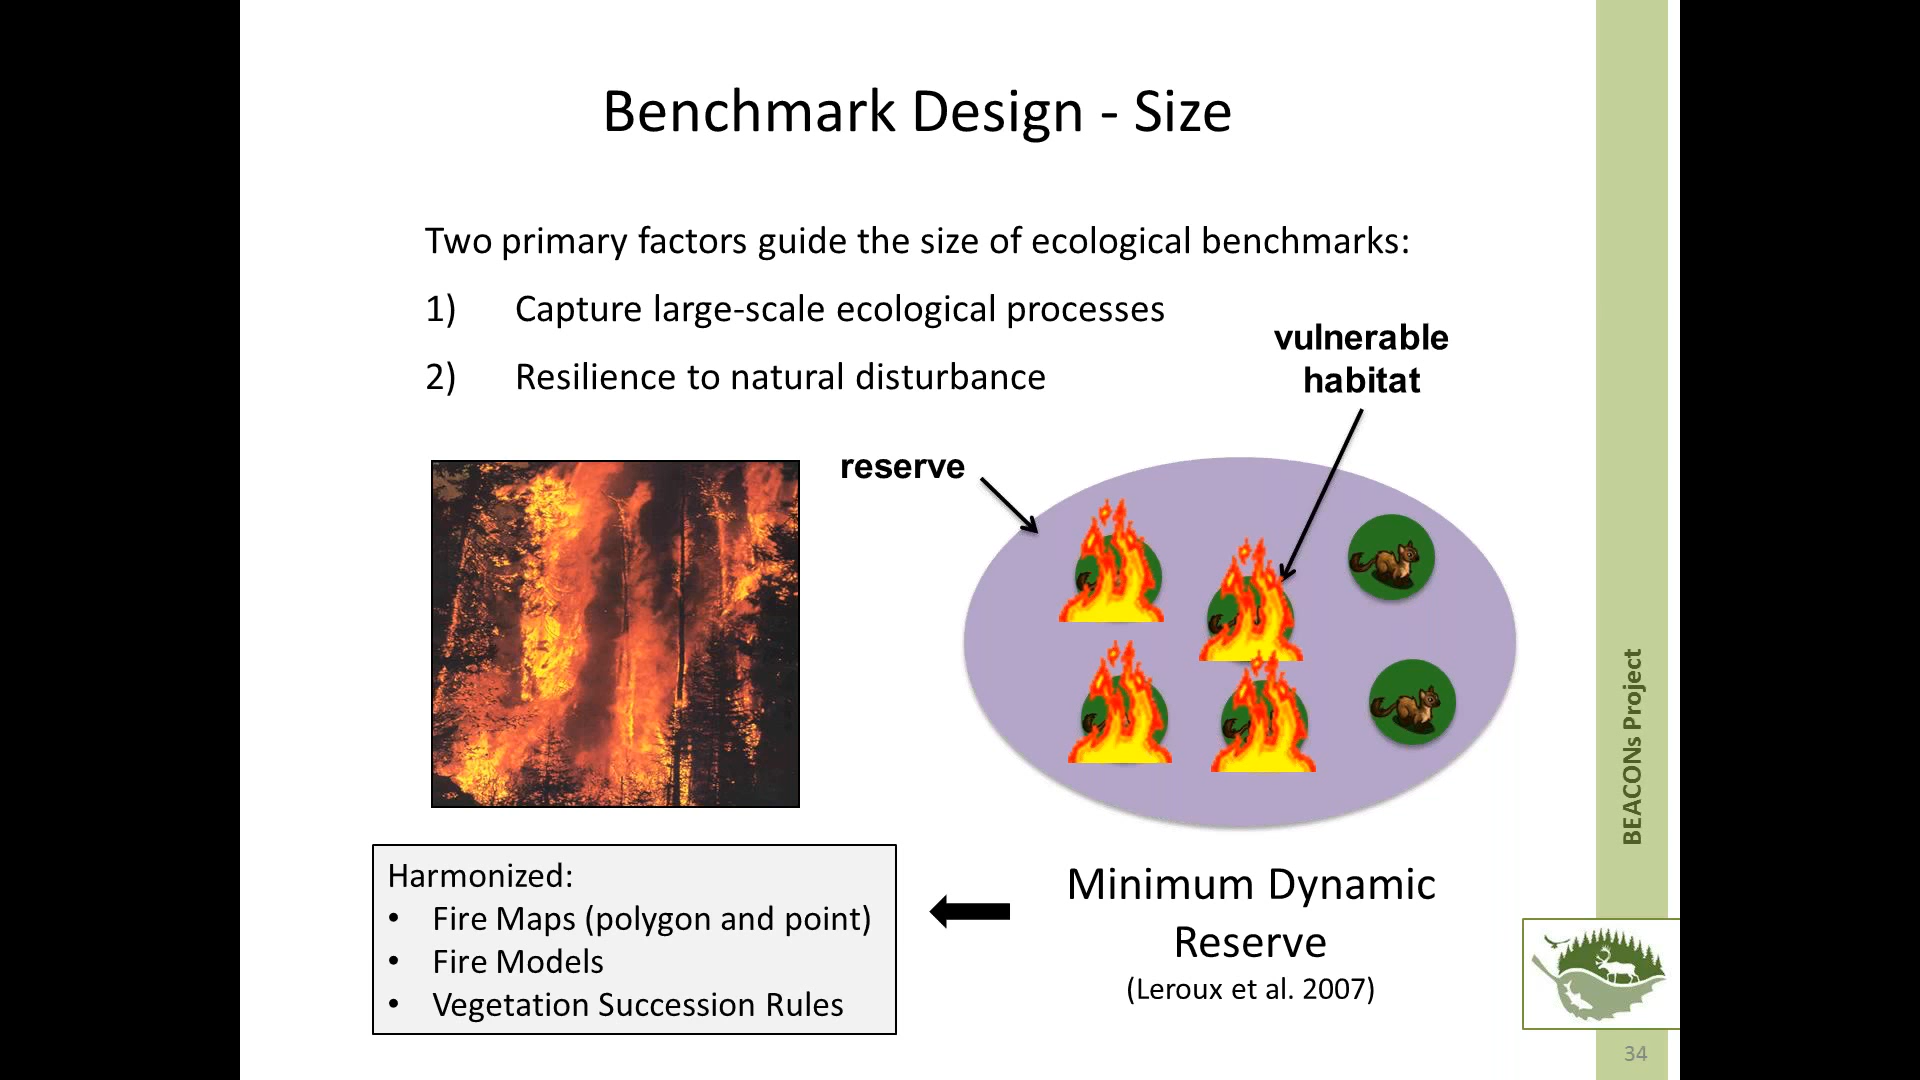 Benchmark Design - Size
Two primary factors guide the size of ecological benchmarks:
1) Capture large-scale ecological processes
2) Resilience to natural disturbance
vulnerable
habitat
reserve
Harmonized:
• Fire Maps (polygon and point)
• Fire Models
• Vegetation Succession Rules
Minimum Dynamic
Reserve
(Leroux et al. 2007)
BEACONs Project
34